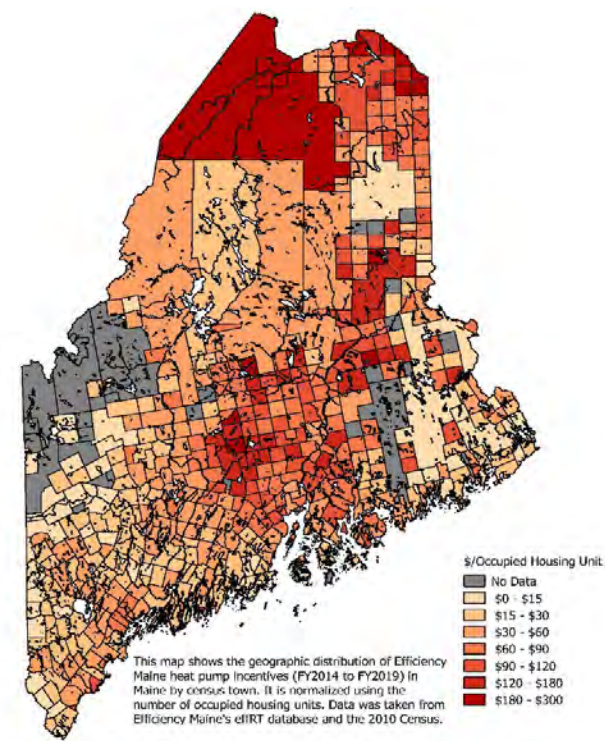 $/Occupied Housing Unit
No Data
$0 - $15
$15 - $30
$30 - $60
$60 - $90
$90 - $120
$120 - $180
$180 - $300
This map shows the geographic distribution of Efficiency
Maine heat pump incentives (FY2014 to FY2019) in
Maine by census town. It is normalized using the
number of occupied housing units. Data was taken from
Efficiency Maine's effRT database and the 2010 Census.